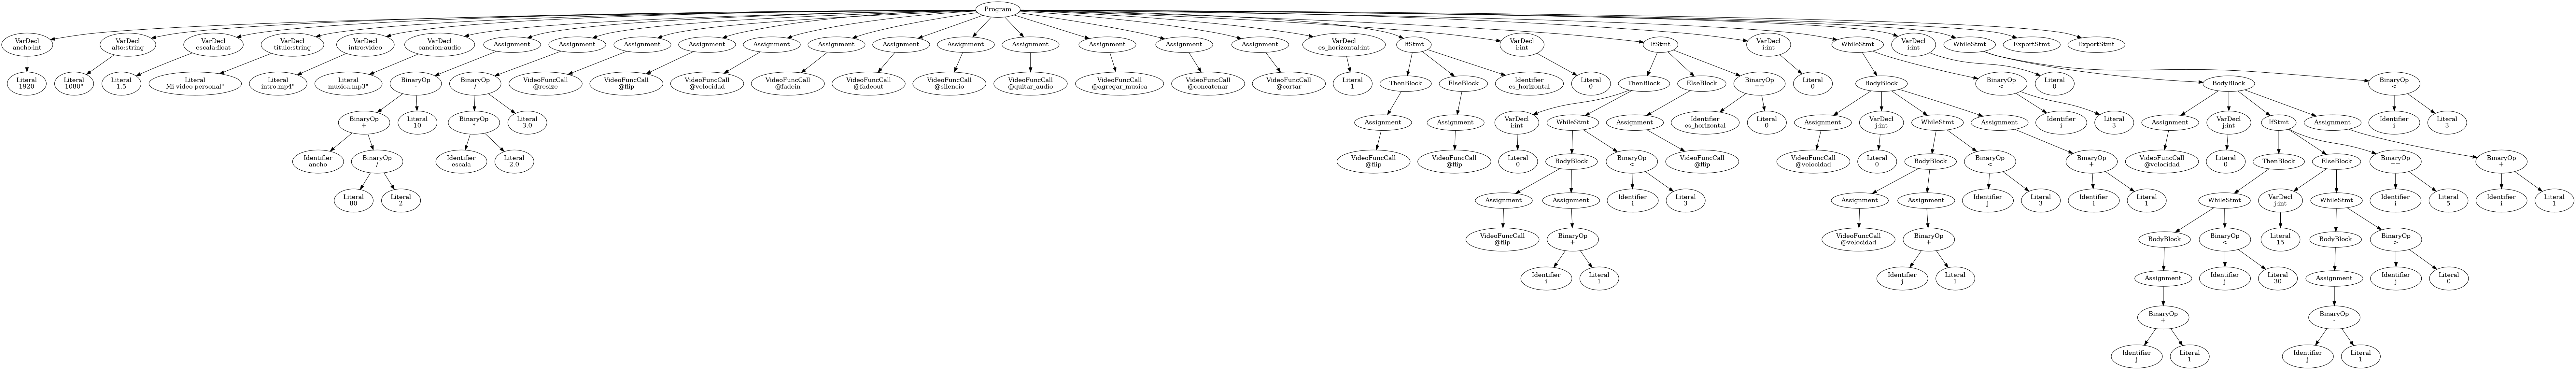 Program
VarDecl
ancho:int
VarDecl
alto:string
VarDecl
escala:float
VarDecl
titulo:string
VarDecl
intro:video
VarDecl
cancion:audio
Assignment
Assignment
Assignment
Assignment
Assignment
Assignment
Assignment
Assignment
Assignment
Assignment
Assignment
Assignment
VarDecl
es_horizontal:int
IfStmt
VarDecl
i:int
IfStmt
VarDecl
i:int
WhileStmt
VarDecl
i:int
WhileStmt
ExportStmt
ExportStmt
Literal
1920
Literal
1080"
Literal
1.5
Literal
Mi video personal"
Literal
intro.mp4"
Literal
musica.mp3"
BinaryOp
-
BinaryOp
/
VideoFuncCall
@resize
VideoFuncCall
@flip
VideoFuncCall
@velocidad
VideoFuncCall
@fadein
VideoFuncCall
@fadeout
VideoFuncCall
@silencio
VideoFuncCall
@quitar_audio
VideoFuncCall
@agregar_musica
VideoFuncCall
@concatenar
VideoFuncCall
@cortar
Literal
1
ThenBlock
ElseBlock
Identifier
es_horizontal
Literal
0
ThenBlock
ElseBlock
BinaryOp
==
Literal
0
BodyBlock
BinaryOp
<
Literal
0
BodyBlock
BinaryOp
<
BinaryOp
+
Literal
10
BinaryOp
*
Literal
3.0
Assignment
Assignment
VarDecl
i:int
WhileStmt
Assignment
Identifier
es_horizontal
Literal
0
Assignment
VarDecl
j:int
WhileStmt
Assignment
Identifier
i
Literal
3
Assignment
VarDecl
j:int
IfStmt
Assignment
Identifier
i
Literal
3
Identifier
ancho
BinaryOp
/
Identifier
escala
Literal
2.0
VideoFuncCall
@flip
VideoFuncCall
@flip
Literal
0
BodyBlock
BinaryOp
<
VideoFuncCall
@flip
VideoFuncCall
@velocidad
Literal
0
BodyBlock
BinaryOp
<
BinaryOp
+
VideoFuncCall
@velocidad
Literal
0
ThenBlock
ElseBlock
BinaryOp
==
BinaryOp
+
Literal
80
Literal
2
Assignment
Assignment
Identifier
i
Literal
3
Assignment
Assignment
Identifier
j
Literal
3
Identifier
i
Literal
1
WhileStmt
VarDecl
j:int
WhileStmt
Identifier
i
Literal
5
Identifier
i
Literal
1
VideoFuncCall
@flip
BinaryOp
+
VideoFuncCall
@velocidad
BinaryOp
+
BodyBlock
BinaryOp
<
Literal
15
BodyBlock
BinaryOp
>
Identifier
i
Literal
1
Identifier
j
Literal
1
Assignment
Identifier
j
Literal
30
Assignment
Identifier
j
Literal
0
BinaryOp
+
BinaryOp
-
Identifier
j
Literal
1
Identifier
j
Literal
1